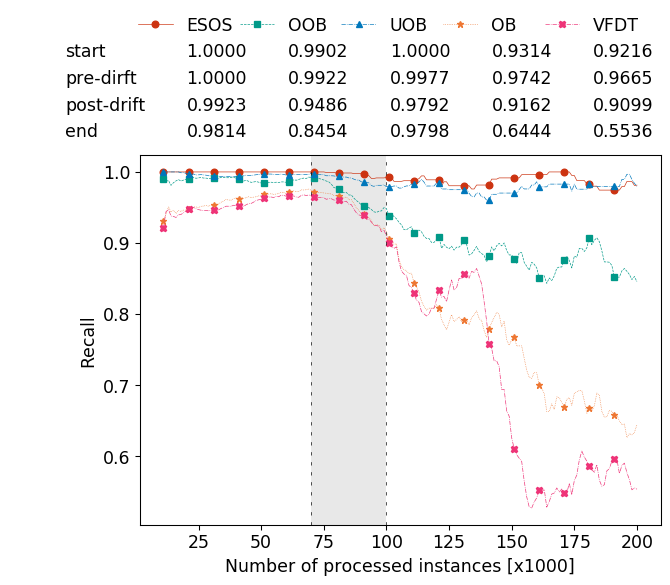 ESOS OOB UOB OB VFDT
start 1.0000 0.9902 1.0000 0.9314 0.9216
pre-dirft 1.0000 0.9922 0.9977 0.9742 0.9665
post-drift 0.9923 0.9486 0.9792 0.9162 0.9099
end 0.9814 0.8454 0.9798 0.6444 0.5536
1.0
0.9
0.8
0.7
0.6
Recall
25 50 75 100 125 150 175 200
Number of processed instances [x1000]